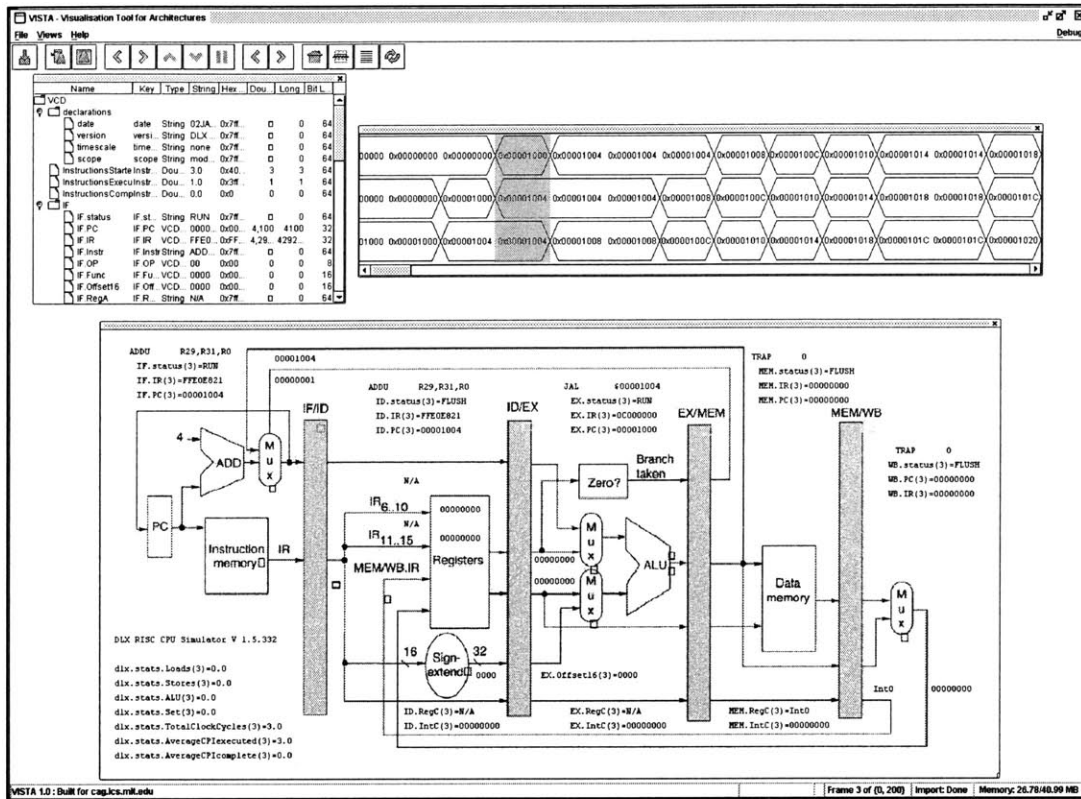 VISTA - Visualisation Tool for Architectures
File Views Help
Debug
Name Key Type String Hex... Dou... Long Bit L...
VCD
declarations
date date String 02JA... 0x7ff... 0 64
version versi... String DLX ... 0x7ff... 0 64
timescale time... String none 0x7ff... 0 64
scope scope String mod... 0x7ff... 0 64
InstructionsStarte Instr... Dou... 3.0 0x40... 3 3 64
InstructionsExecu Instr... Dou... 1.0 0x3ff... 1 1 64
InstructionsComp Instr... Dou... 0.0 0x0 0 0 64
IF
IF.status IF.st... String RUN 0x7ff... 0 64
IF.PC IF.PC VCD... 0000... 0x00... 4,100 4100 32
IF.IR IF.IR VCD... FFE0... 0xFF... 4,29... 4292... 32
IF.Instr IF.Instr String ADD... 0x7ff... 0 64
IF.OP IF.OP VCD... 00 0x00 0 0 8
IF.Func IF.Fu... VCD... 0000 0x00... 0 0 16
IF.Offset16 IF.Off... VCD... 0000 0x00... 0 0 16
IF.RegA IF.R... String N/A 0x7ff... 0 64
00000 0x00000000 0x00000000 0x00001000 0x00001004 0x00001004 0x00001004 0x00001008 0x0000100C 0x00001010 0x00001014 0x00001014 0x00001018
00000 0x00000000 0x00001000 0x00001004 0x00001004 0x00001004 0x00001008 0x0000100C 0x00001010 0x00001014 0x00001018 0x00001018 0x0000101C
01000 0x00001000 0x00001004 0x00001004 0x00001008 0x00001008 0x0000100C 0x00001010 0x00001014 0x00001018 0x0000101C 0x0000101C 0x00001020
ADDU R29,R31,R0
IF.status(3)=RUN
IF.IR(3)=FFE0E821
IF.PC(3)=00001004
00001004
00000001
ADDU R29,R31,R0
ID.status(3)=FLUSH
ID.IR(3)=FFE0E821
ID.PC(3)=00001004
JAL $00001004
EX.status(3)=RUN
EX.IR(3)=0C000000
EX.PC(3)=00001000
TRAP 0
MEM.status(3)=FLUSH
MEM.IR(3)=00000000
MEM.PC(3)=00000000
TRAP 0
WB.status(3)=FLUSH
WB.PC(3)=00000000
WB.IR(3)=00000000
IF/ID
ID/EX
EX/MEM
MEM/WB
4
ADD
Mux
PC
Instruction memory
IR
N/A
IR6..10
N/A
IR11..15
MEM/WB.IR
00000000
00000000
Registers
Zero?
Branch taken
00000000
00000000
Mux
Mux
ALU
Data memory
Mux
16
Sign-extend
32
0000
EX.Offset16(3)=0000
Int0
00000000
ID.RegC(3)=N/A
ID.IntC(3)=00000000
EX.RegC(3)=N/A
EX.IntC(3)=00000000
MEM.RegC(3)=Int0
MEM.IntC(3)=00000000
DLX RISC CPU Simulator V 1.5.332
dlx.stats.Loads(3)=0.0
dlx.stats.Stores(3)=0.0
dlx.stats.ALU(3)=0.0
dlx.stats.Set(3)=0.0
dlx.stats.TotalClockCycles(3)=3.0
dlx.stats.AverageCPIexecuted(3)=3.0
dlx.stats.AverageCPIcomplete(3)=0.0
VISTA 1.0 : Built for cag.lcs.mit.edu
Frame 3 of (0, 200) Import: Done Memory: 26.78/40.99 MB